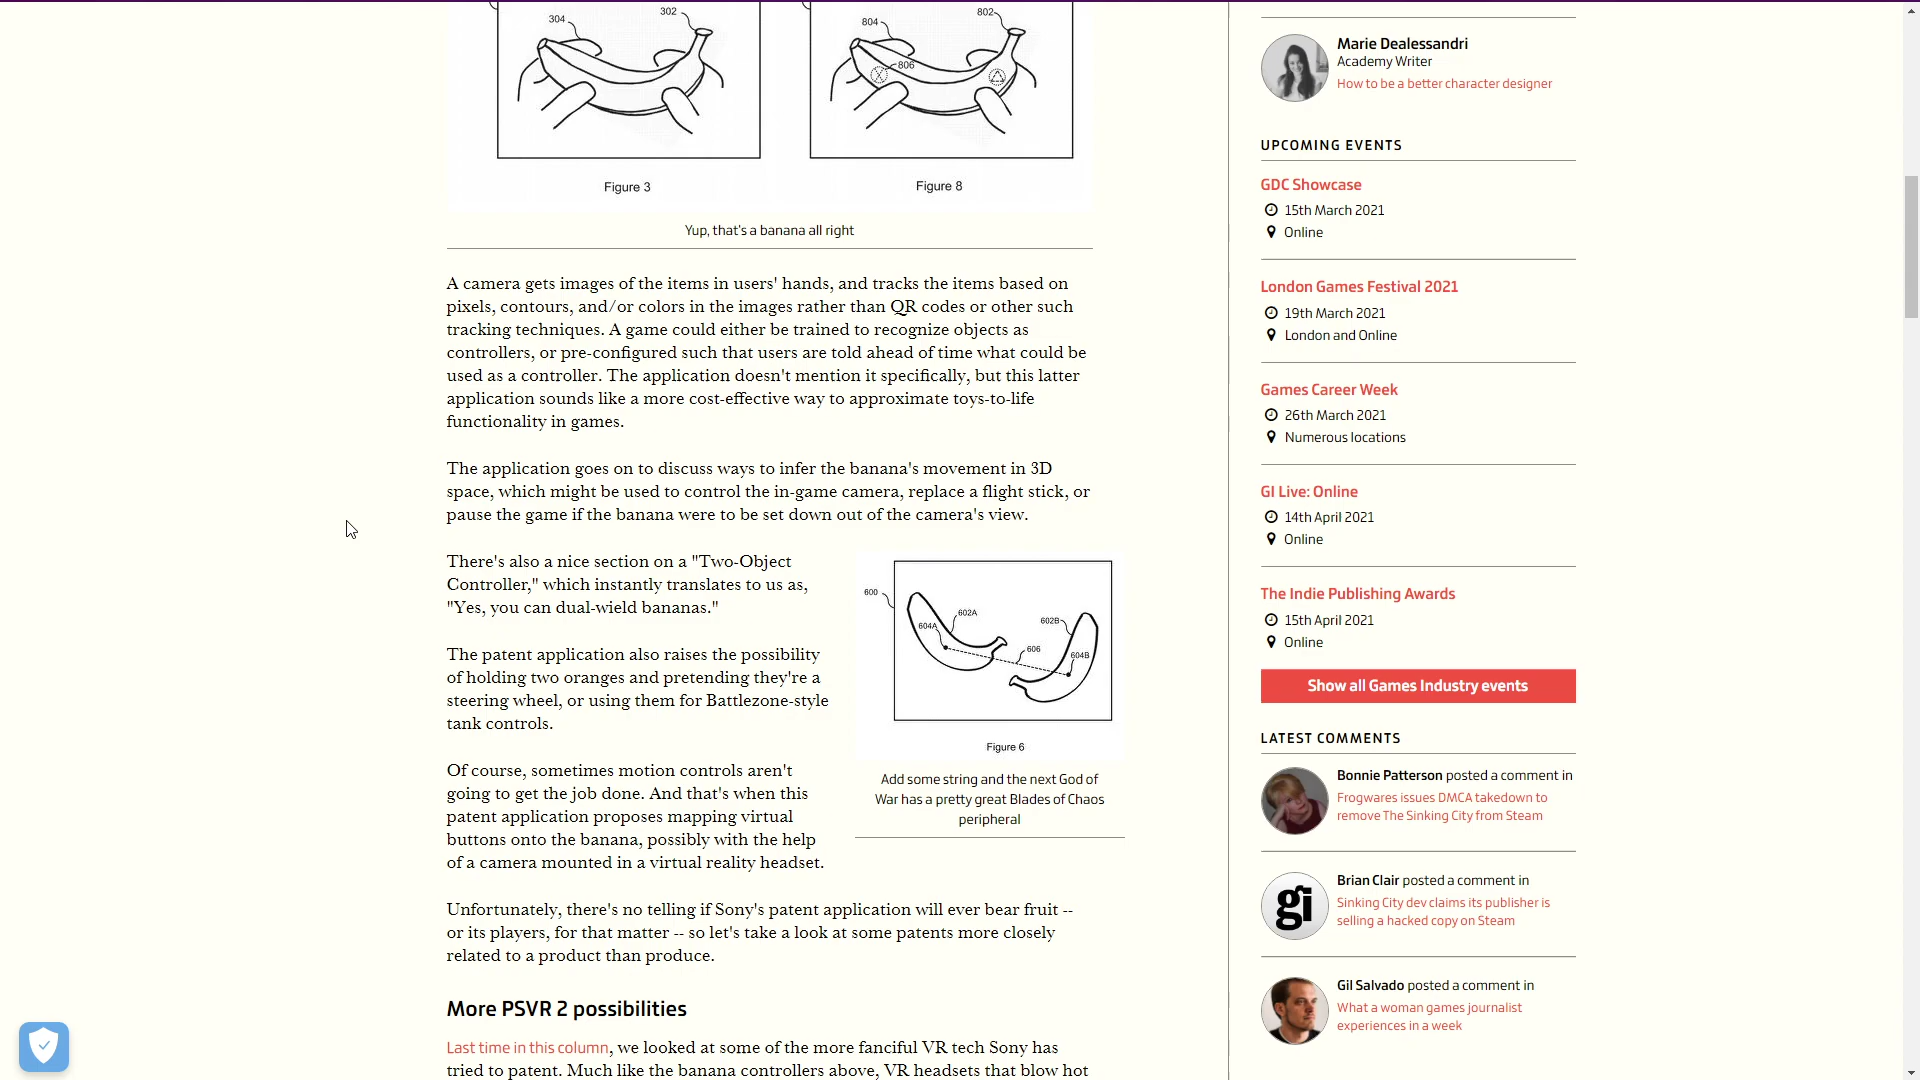 304
302
804
802
806
Figure 3
Figure 8
Yup, that's a banana all right
A camera gets images of the items in users' hands, and tracks the items based on
pixels, contours, and/or colors in the images rather than QR codes or other such
tracking techniques. A game could either be trained to recognize objects as
controllers, or pre-configured such that users are told ahead of time what could be
used as a controller. The application doesn't mention it specifically, but this latter
application sounds like a more cost-effective way to approximate toys-to-life
functionality in games.
The application goes on to discuss ways to infer the banana's movement in 3D
space, which might be used to control the in-game camera, replace a flight stick, or
pause the game if the banana were to be set down out of the camera's view.
There's also a nice section on a "Two-Object
Controller," which instantly translates to us as,
"Yes, you can dual-wield bananas."
The patent application also raises the possibility
of holding two oranges and pretending they're a
steering wheel, or using them for Battlezone-style
tank controls.
Of course, sometimes motion controls aren't
going to get the job done. And that's when this
patent application proposes mapping virtual
buttons onto the banana, possibly with the help
of a camera mounted in a virtual reality headset.
600
602A
604A
602B
606
604B
Figure 6
Add some string and the next God of
War has a pretty great Blades of Chaos
peripheral
Unfortunately, there's no telling if Sony's patent application will ever bear fruit --
or its players, for that matter -- so let's take a look at some patents more closely
related to a product than produce.
More PSVR 2 possibilities
Last time in this column, we looked at some of the more fanciful VR tech Sony has
tried to patent. Much like the banana controllers above, VR headsets that blow hot
Marie Dealessandri
Academy Writer
How to be a better character designer
UPCOMING EVENTS
GDC Showcase
15th March 2021
Online
London Games Festival 2021
19th March 2021
London and Online
Games Career Week
26th March 2021
Numerous locations
GI Live: Online
14th April 2021
Online
The Indie Publishing Awards
15th April 2021
Online
Show all Games Industry events
LATEST COMMENTS
Bonnie Patterson posted a comment in
Frogwares issues DMCA takedown to
remove The Sinking City from Steam
gi
Brian Clair posted a comment in
Sinking City dev claims its publisher is
selling a hacked copy on Steam
Gil Salvado posted a comment in
What a woman games journalist
experiences in a week